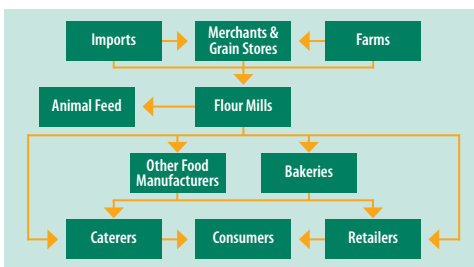 Imports
Merchants &
Grain Stores
Farms
Animal Feed
Flour Mills
Other Food
Manufacturers
Bakeries
Caterers
Consumers
Retailers